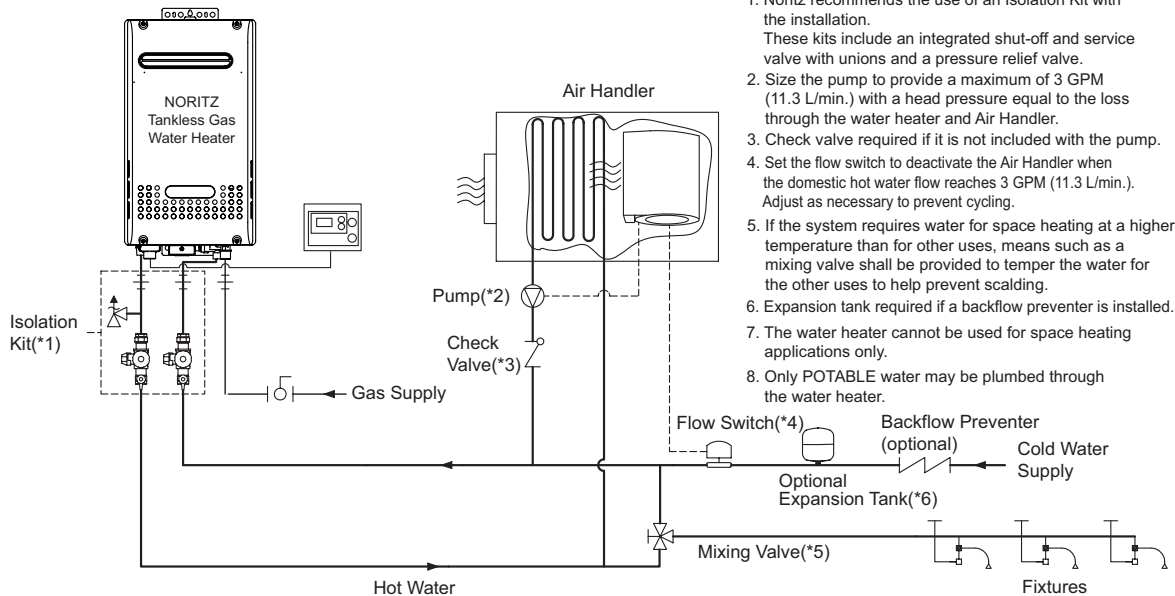 1. Noritz recommends the use of an Isolation Kit with
the installation.
These kits include an integrated shut-off and service
valve with unions and a pressure relief valve.
2. Size the pump to provide a maximum of 3 GPM
(11.3 L/min.) with a head pressure equal to the loss
through the water heater and Air Handler.
3. Check valve required if it is not included with the pump.
4. Set the flow switch to deactivate the Air Handler when
the domestic hot water flow reaches 3 GPM (11.3 L/min.).
Adjust as necessary to prevent cycling.
5. If the system requires water for space heating at a higher
temperature than for other uses, means such as a
mixing valve shall be provided to temper the water for
the other uses to help prevent scalding.
6. Expansion tank required if a backflow preventer is installed.
7. The water heater cannot be used for space heating
applications only.
8. Only POTABLE water may be plumbed through
the water heater.
NORITZ
Tankless Gas
Water Heater
Air Handler
Isolation
Kit(*1)
Pump(*2)
Check
Valve(*3)
Gas Supply
Flow Switch(*4)
Backflow Preventer
(optional)
Cold Water
Supply
Optional
Expansion Tank(*6)
Mixing Valve(*5)
Hot Water
Fixtures